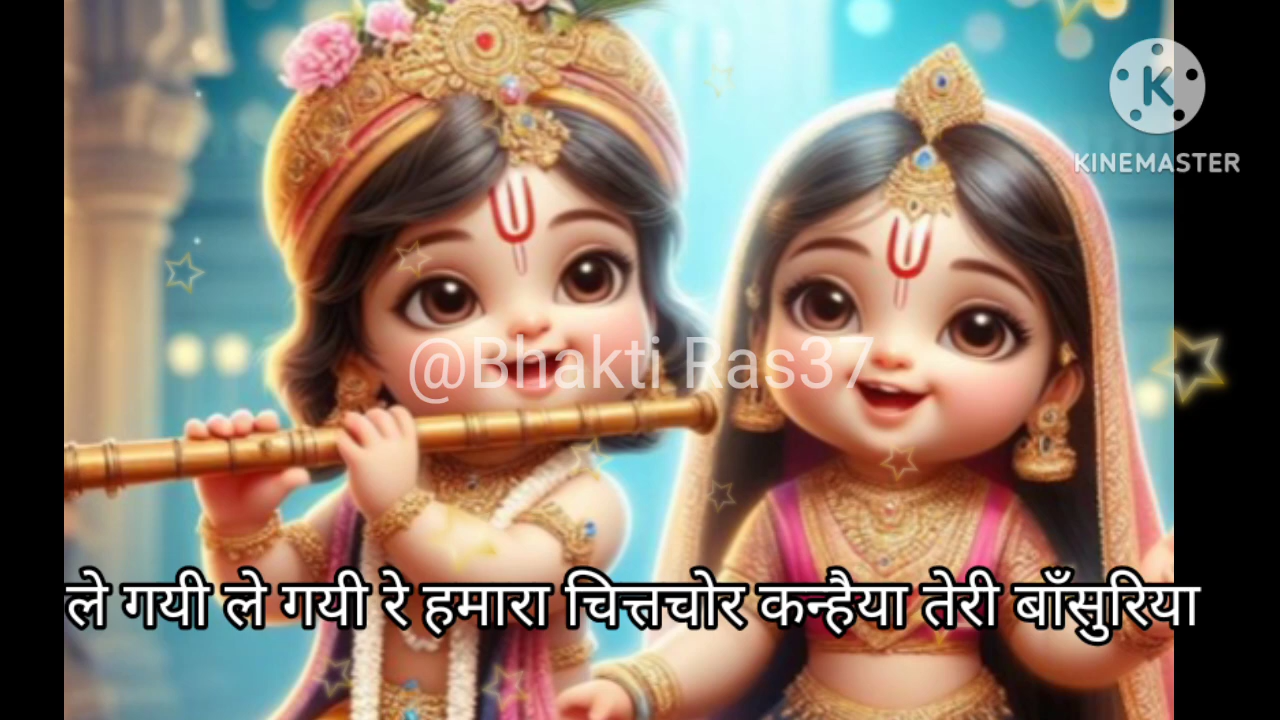 KINEMASTER
@Bhakti Ras37
ले गयी ले गयी रे हमारा चित्तचोर कन्हैया तेरी बाँसुरिया